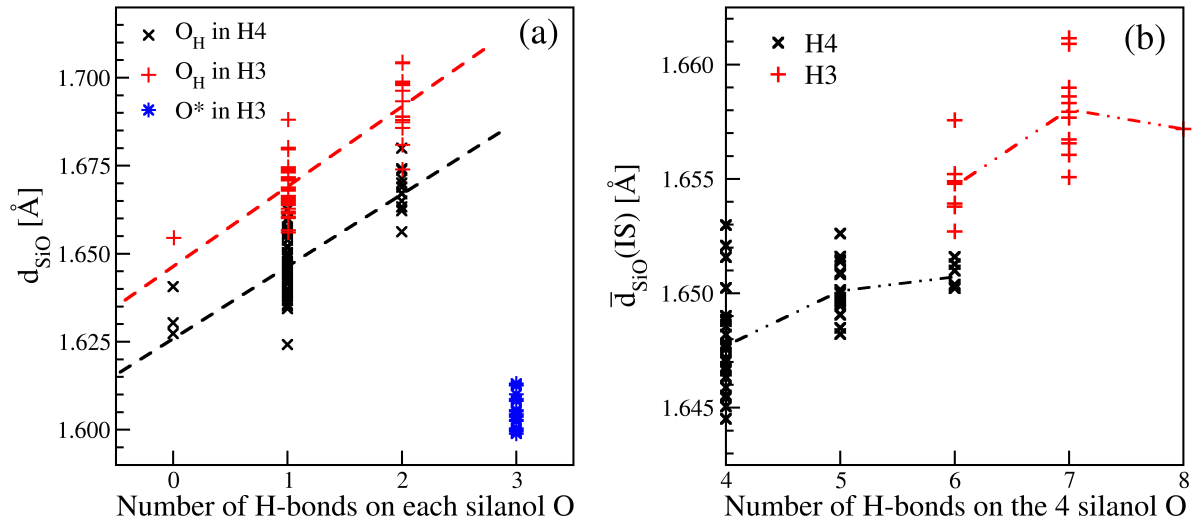 (a)
O_H in H4
O_H in H3
O* in H3
1.700
1.675
1.650
1.625
1.600
d_SiO [Å]
0 1 2 3
Number of H-bonds on each silanol O
(b)
H4
H3
1.660
1.655
1.650
1.645
d̅_SiO(IS) [Å]
4 5 6 7 8
Number of H-bonds on the 4 silanol O